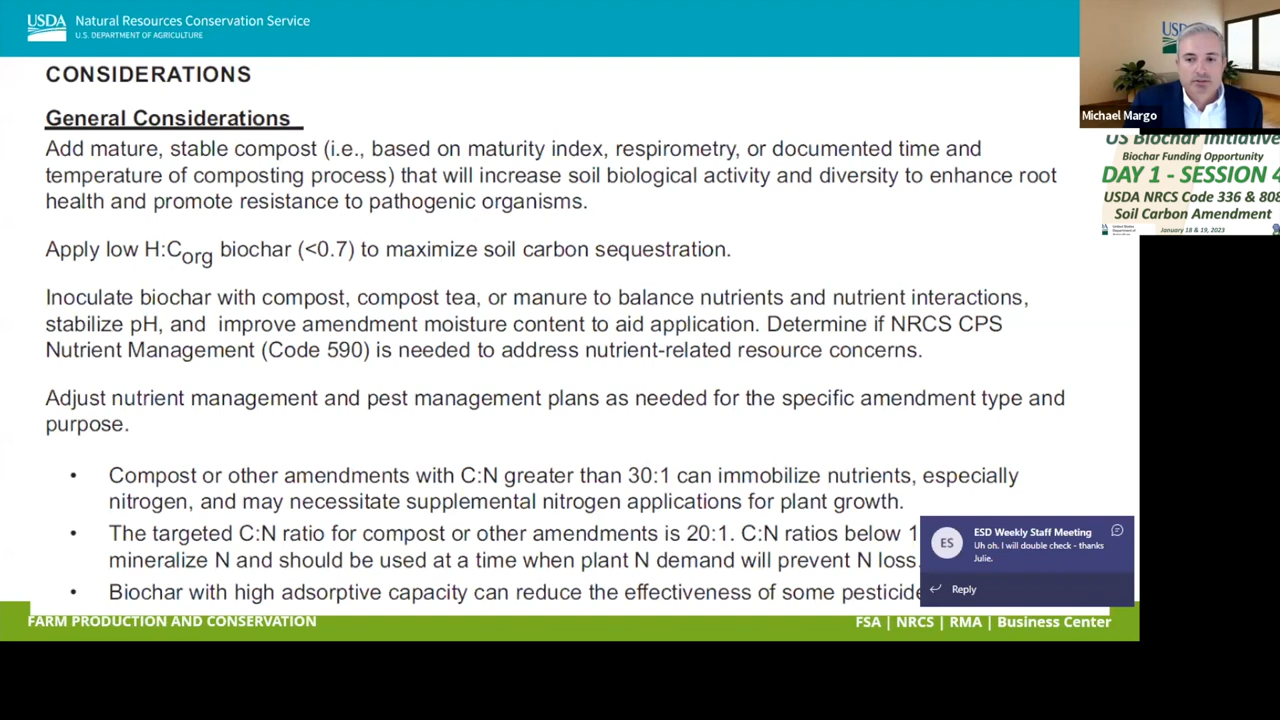 USDA Natural Resources Conservation Service
U.S. DEPARTMENT OF AGRICULTURE
CONSIDERATIONS
General Considerations
Add mature, stable compost (i.e., based on maturity index, respirometry, or documented time and
temperature of composting process) that will increase soil biological activity and diversity to enhance root
health and promote resistance to pathogenic organisms.
Apply low H:Corg biochar (<0.7) to maximize soil carbon sequestration.
Inoculate biochar with compost, compost tea, or manure to balance nutrients and nutrient interactions,
stabilize pH, and improve amendment moisture content to aid application. Determine if NRCS CPS
Nutrient Management (Code 590) is needed to address nutrient-related resource concerns.
Adjust nutrient management and pest management plans as needed for the specific amendment type and
purpose.
• Compost or other amendments with C:N greater than 30:1 can immobilize nutrients, especially
nitrogen, and may necessitate supplemental nitrogen applications for plant growth.
• The targeted C:N ratio for compost or other amendments is 20:1. C:N ratios below 1
mineralize N and should be used at a time when plant N demand will prevent N loss.
• Biochar with high adsorptive capacity can reduce the effectiveness of some pesticide
FARM PRODUCTION AND CONSERVATION
FSA | NRCS | RMA | Business Center
ES
ESD Weekly Staff Meeting
Uh oh. I will double check - thanks
Julie.
Reply
USD
Michael Margo
US Biochar Initiative
Biochar Funding Opportunity
DAY 1 - SESSION 4
USDA NRCS Code 336 & 808
Soil Carbon Amendment
January 18 & 19, 2023